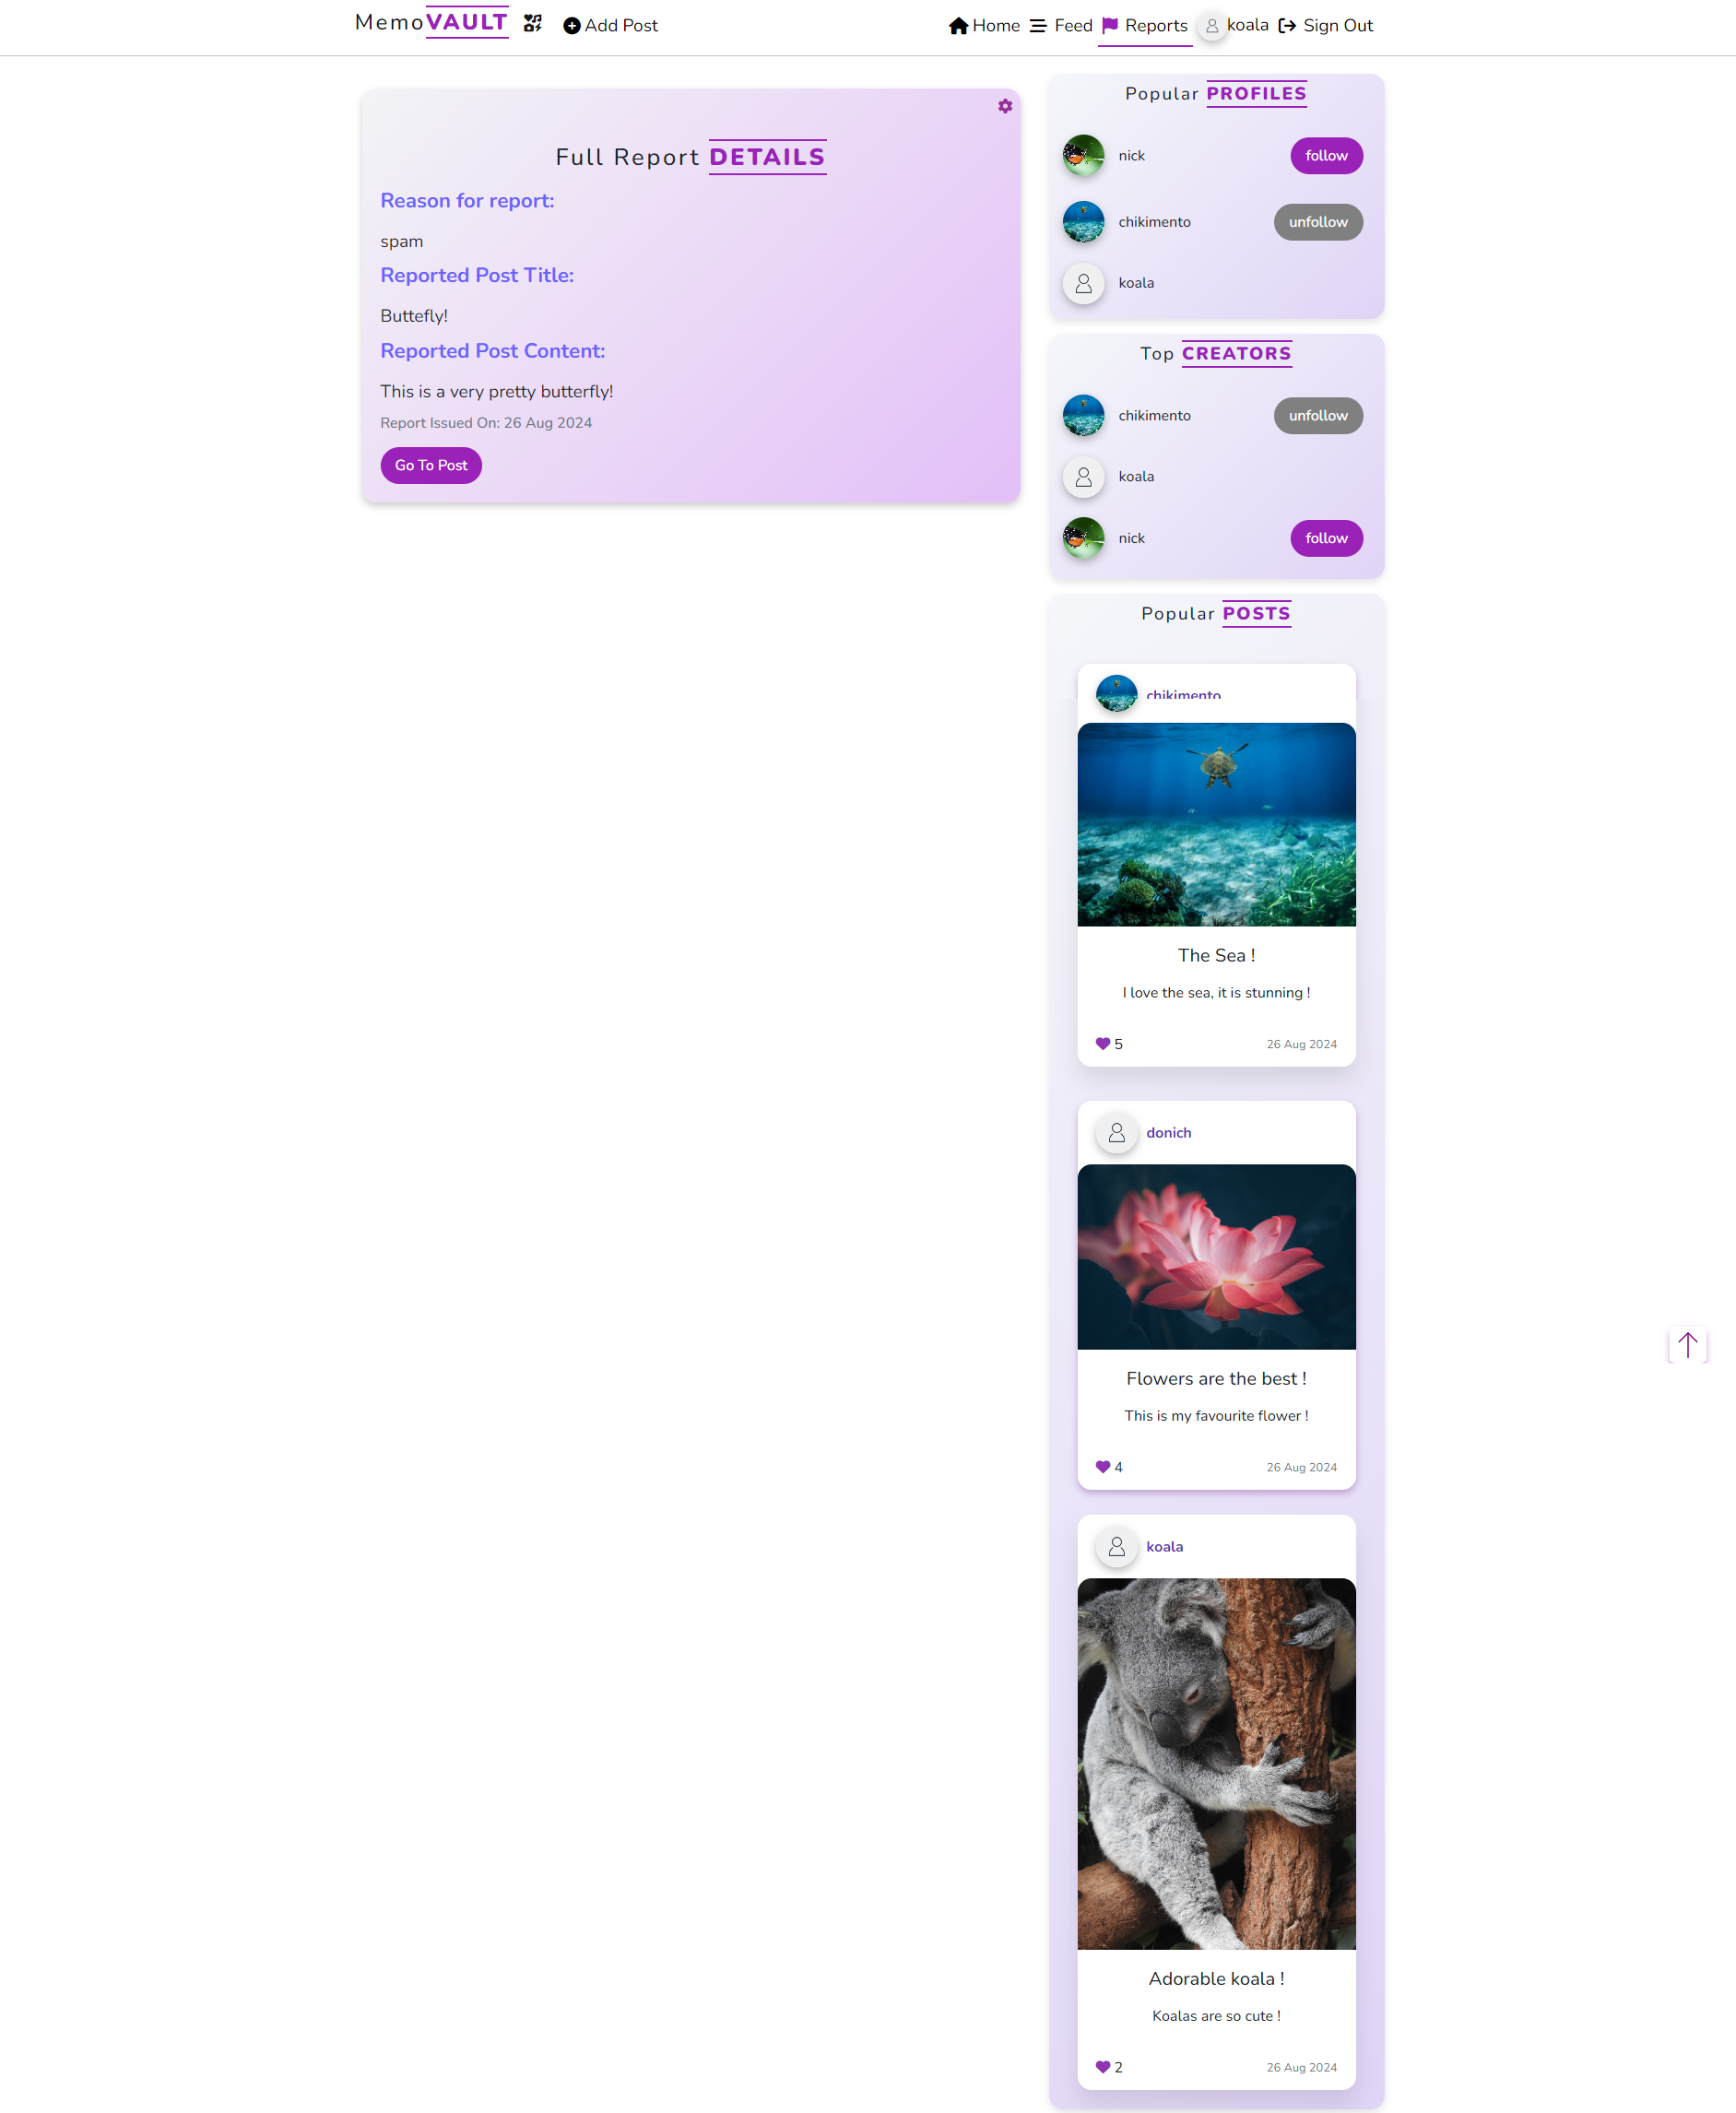 MemoVAULT Add Post Home Feed Reports koala Sign Out
Full Report DETAILS
Reason for report:
spam
Reported Post Title:
Buttefly!
Reported Post Content:
This is a very pretty butterfly!
Report Issued On: 26 Aug 2024
Go To Post
Popular PROFILES
nick follow
chikimento unfollow
koala
Top CREATORS
chikimento unfollow
koala
nick follow
Popular POSTS
chikimento
The Sea !
I love the sea, it is stunning !
5 26 Aug 2024
donich
Flowers are the best !
This is my favourite flower !
4 26 Aug 2024
koala
Adorable koala !
Koalas are so cute !
2 26 Aug 2024